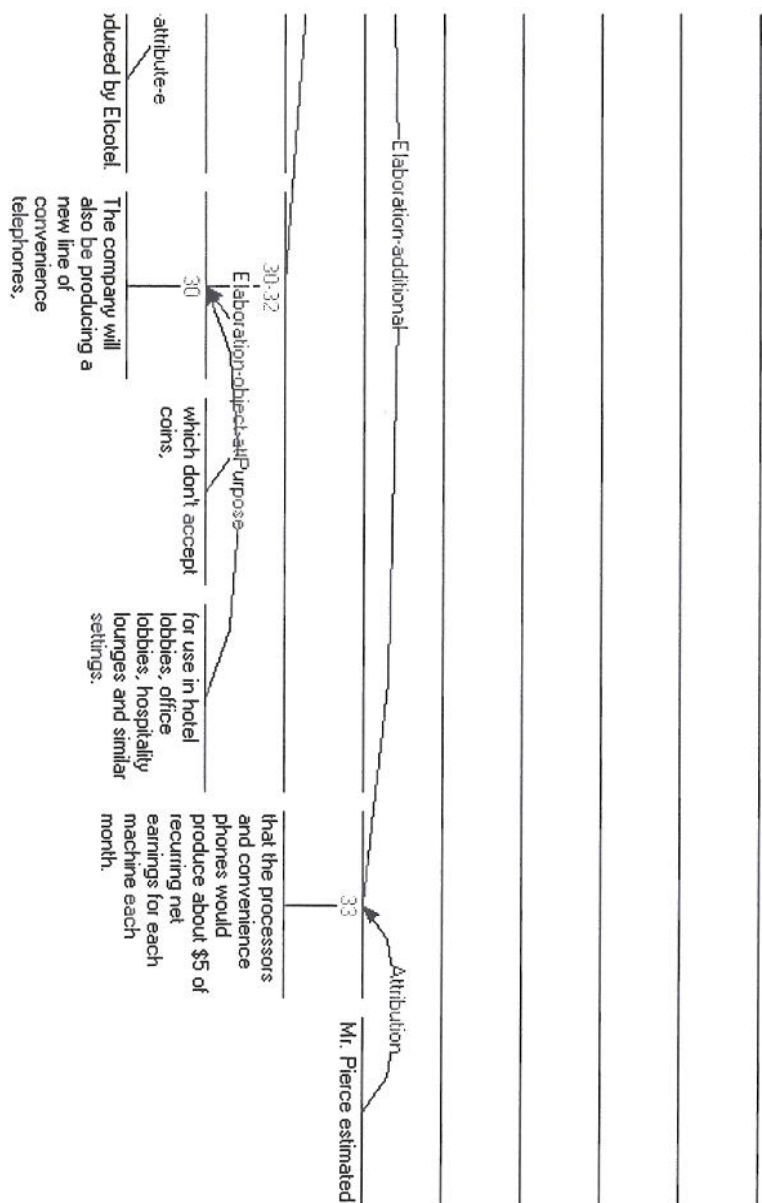 Elaboration-additional
Attribution
30-32
33
Mr. Pierce estimated
Elaboration-object-at
Purpose
30
that the processors
and convenience
phones would
produce about $5 of
recurring net
earnings for each
machine each
month.
-attribute-e
which don't accept
coins,
for use in hotel
lobbies, office
lobbies, hospitality
lounges and similar
settings.
oduced by Elcotel.
The company will
also be producing a
new line of
convenience
telephones,